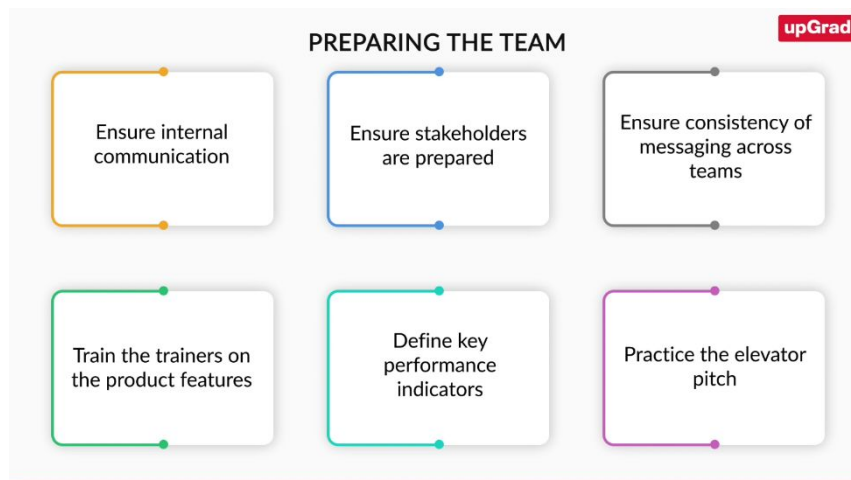 upGrad
PREPARING THE TEAM
Ensure internal
communication
Ensure stakeholders
are prepared
Ensure consistency of
messaging across
teams
Train the trainers on
the product features
Define key
performance
indicators
Practice the elevator
pitch